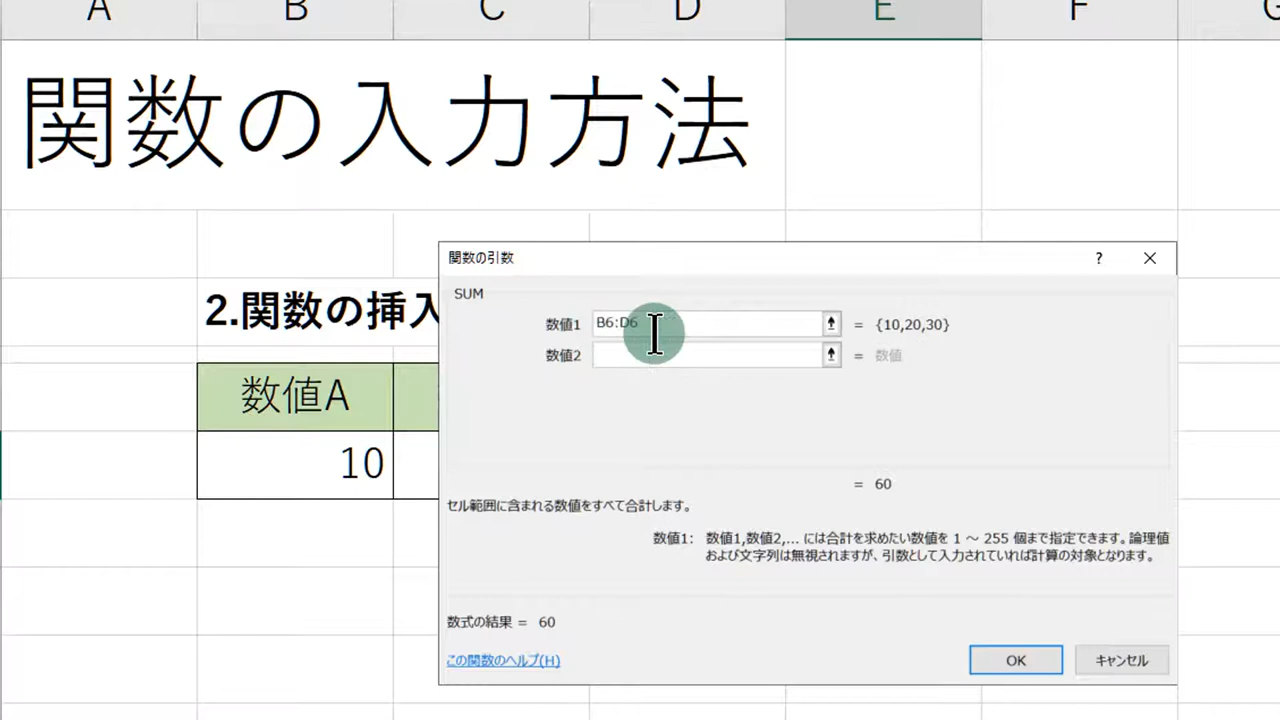 A B C D E F G
関数の入力方法
2.関数の挿入
数値A
10
関数の引数 ?
SUM
数値1 B6:D6 = {10,20,30}
数値2 = 数値
= 60
セル範囲に含まれる数値をすべて合計します。
数値1: 数値1,数値2,... には合計を求めたい数値を 1 ～ 255 個まで指定できます。論理値
および文字列は無視されますが、引数として入力されていれば計算の対象となります。
数式の結果 = 60
この関数のヘルプ(H) OK キャンセル